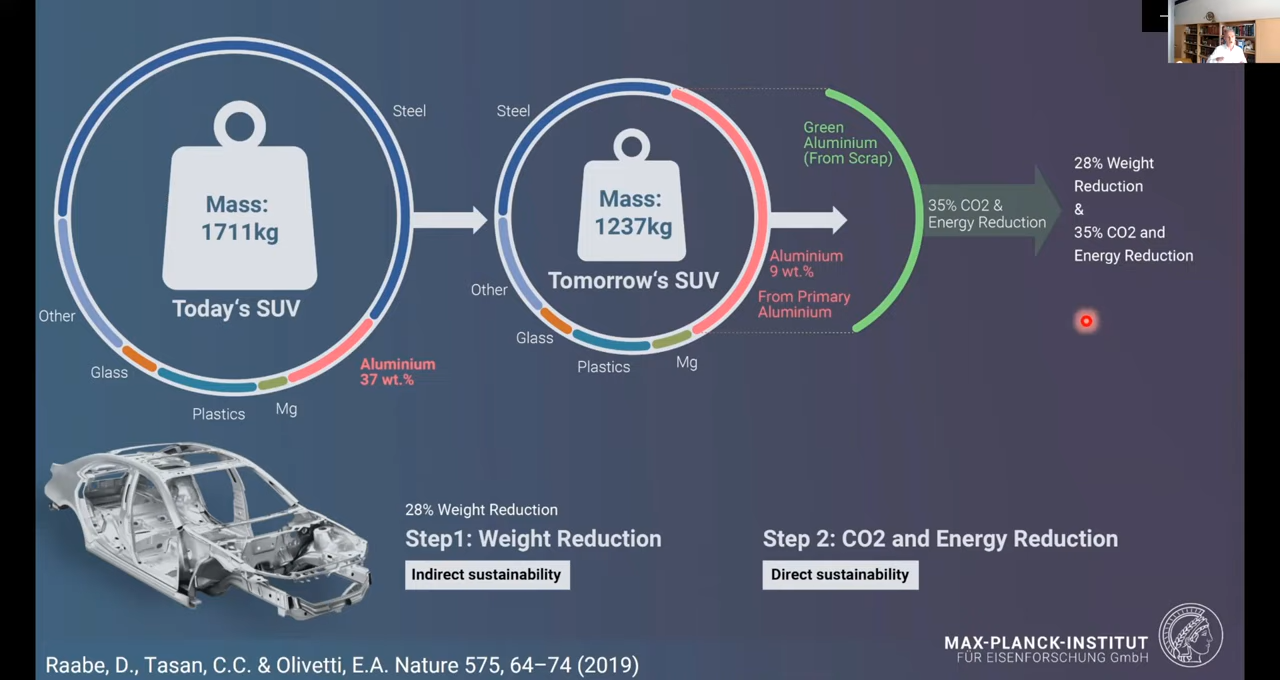 Steel
Mass:
1711kg
Today‘s SUV
Other
Glass
Plastics
Mg
Aluminium
37 wt.%
Steel
Mass:
1237kg
Tomorrow‘s SUV
Other
Glass
Plastics
Mg
Aluminium
9 wt.%
From Primary
Aluminium
Green
Aluminium
(From Scrap)
35% CO2 &
Energy Reduction
28% Weight
Reduction
&
35% CO2 and
Energy Reduction
28% Weight Reduction
Step1: Weight Reduction
Indirect sustainability
Step 2: CO2 and Energy Reduction
Direct sustainability
Raabe, D., Tasan, C.C. & Olivetti, E.A. Nature 575, 64–74 (2019)
MAX-PLANCK-INSTITUT
FÜR EISENFORSCHUNG GmbH